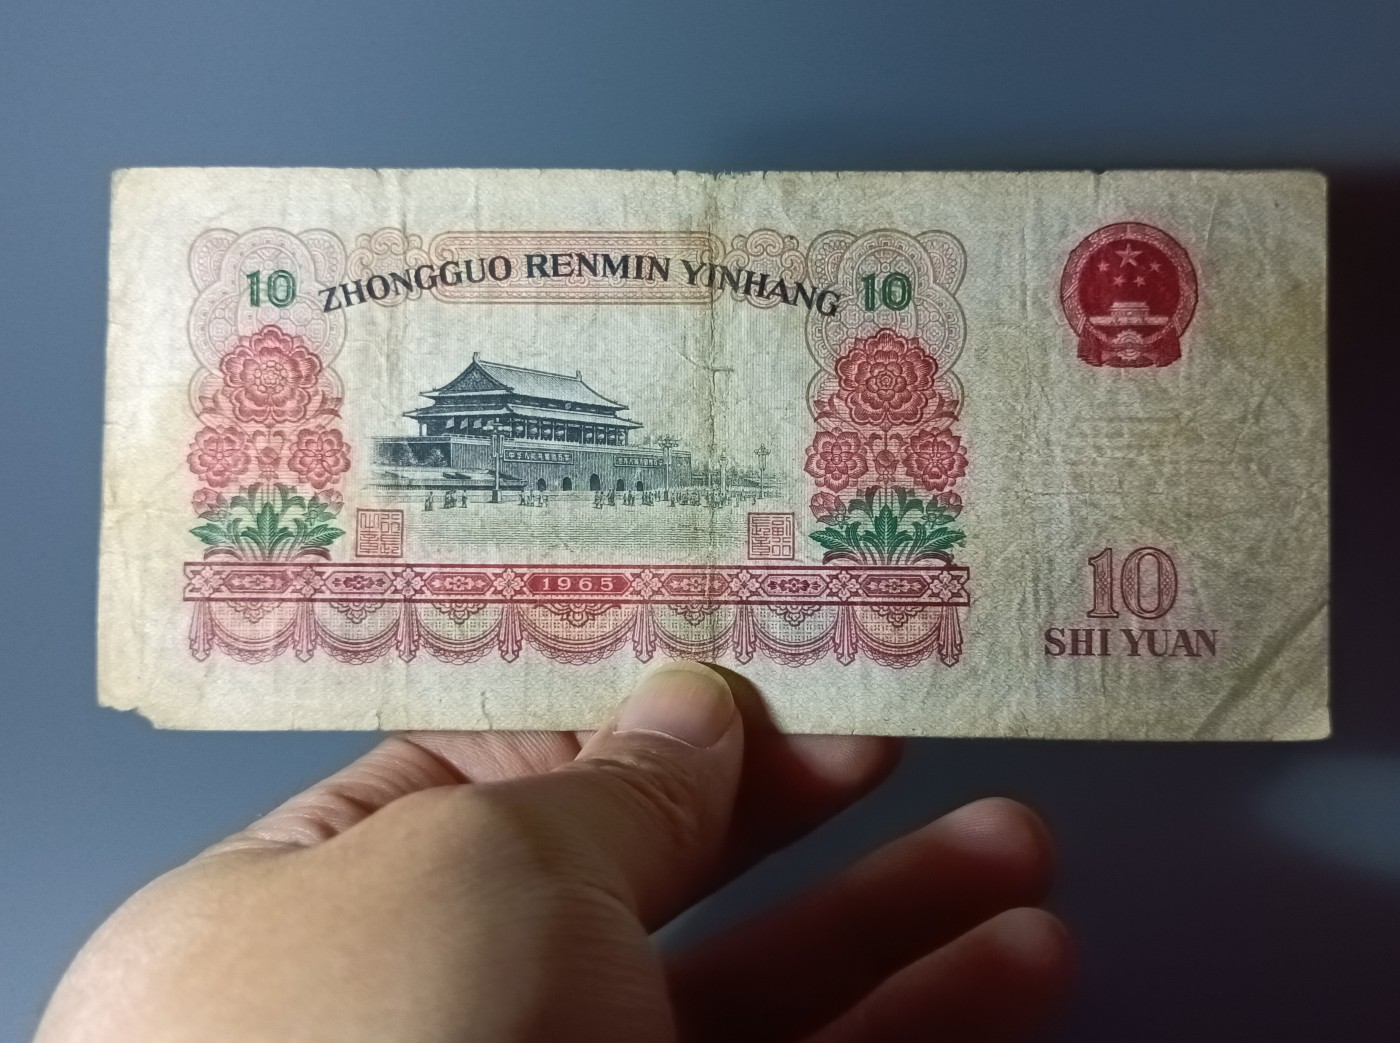 10 ZHONGGUO RENMIN YINHANG 10
1965
10
SHI YUAN